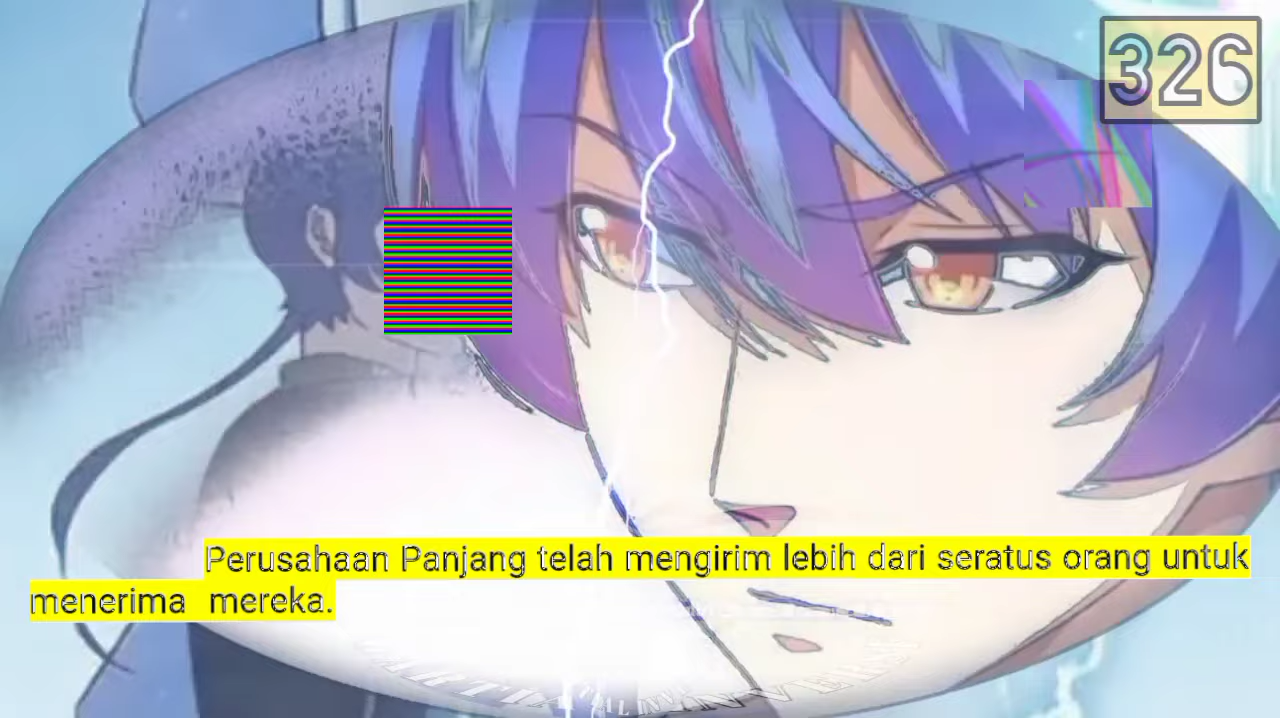 326
Perusahaan Panjang telah mengirim lebih dari seratus orang untuk
menerima mereka.